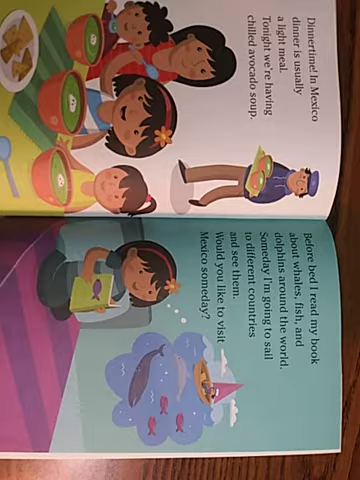 Dinnertime! In Mexico
dinner is usually
a light meal.
Tonight we're having
chilled avocado soup.
Before bed I read my book
about whales, fish, and
dolphins around the world.
Someday I'm going to sail
to different countries
and see them.
Would you like to visit
Mexico someday?